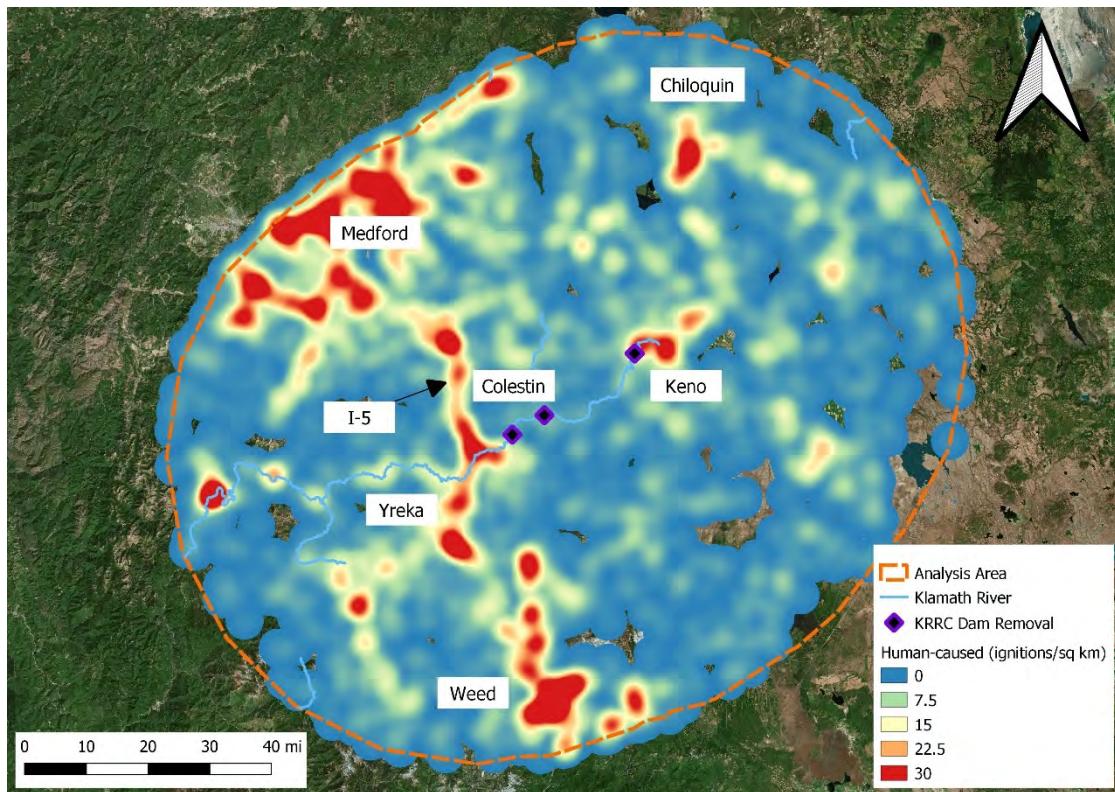 Chiloquin
Medford
Colestin
Keno
I-5
Yreka
Weed
0 10 20 30 40 mi
Analysis Area
Klamath River
KRRC Dam Removal
Human-caused (ignitions/sq km)
0
7.5
15
22.5
30